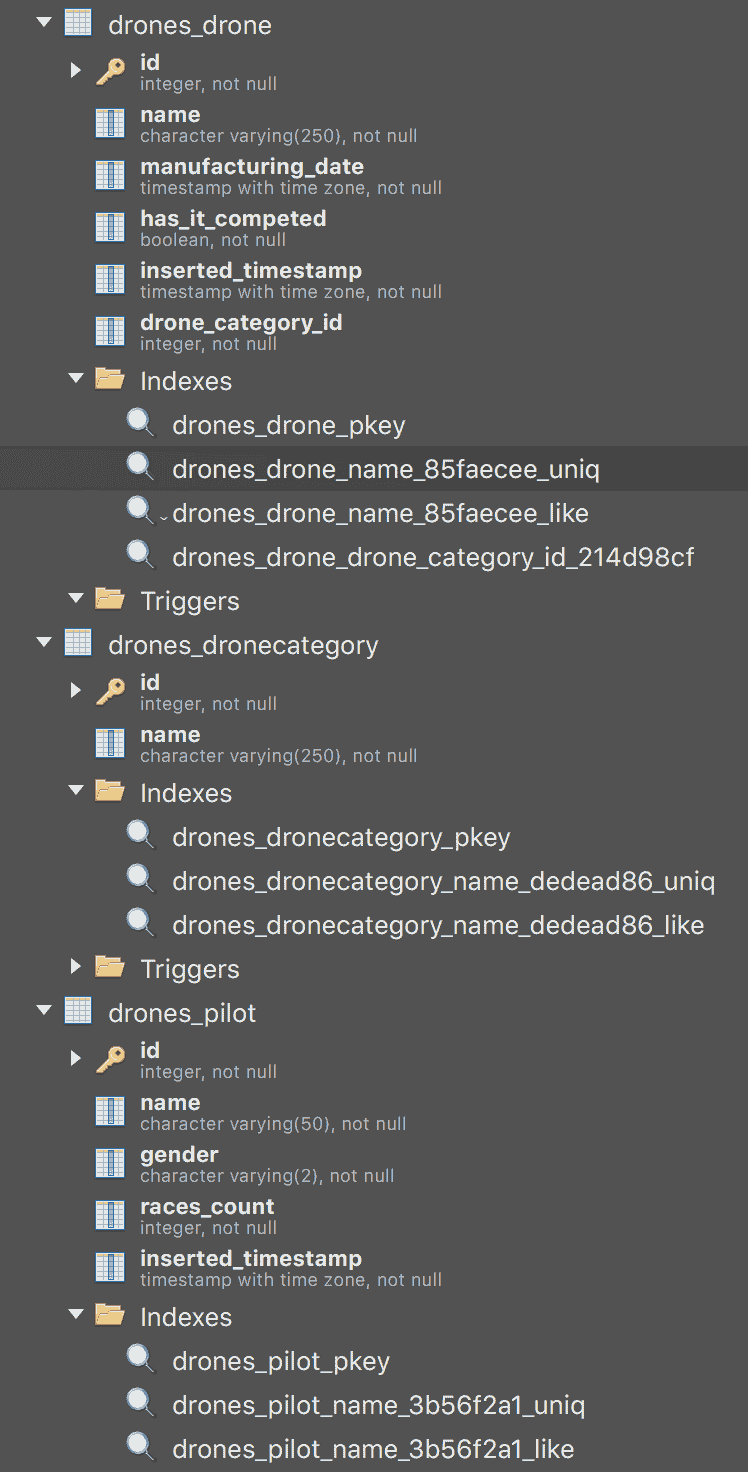 drones_drone
id
integer, not null
name
character varying(250), not null
manufacturing_date
timestamp with time zone, not null
has_it_competed
boolean, not null
inserted_timestamp
timestamp with time zone, not null
drone_category_id
integer, not null
Indexes
drones_drone_pkey
drones_drone_name_85faecee_uniq
drones_drone_name_85faecee_like
drones_drone_drone_category_id_214d98cf
Triggers
drones_dronecategory
id
integer, not null
name
character varying(250), not null
Indexes
drones_dronecategory_pkey
drones_dronecategory_name_dedead86_uniq
drones_dronecategory_name_dedead86_like
Triggers
drones_pilot
id
integer, not null
name
character varying(50), not null
gender
character varying(2), not null
races_count
integer, not null
inserted_timestamp
timestamp with time zone, not null
Indexes
drones_pilot_pkey
drones_pilot_name_3b56f2a1_uniq
drones_pilot_name_3b56f2a1_like